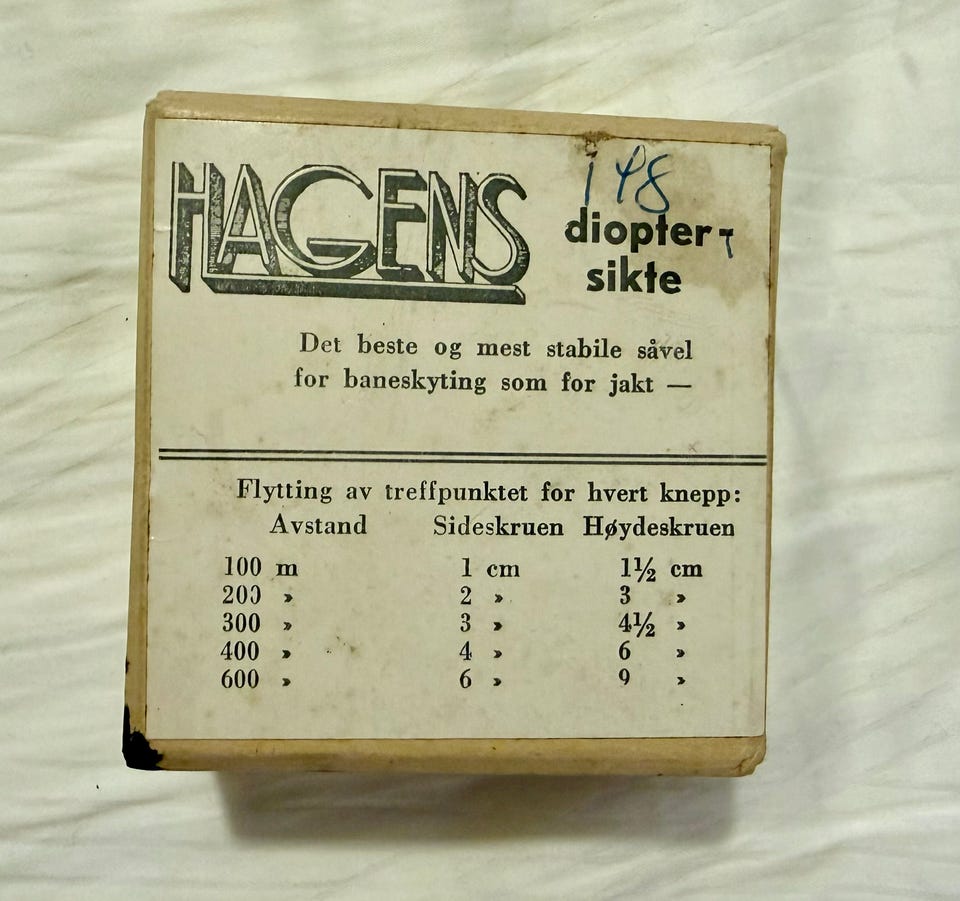 HAGENS
148
diopter-
sikte
Det beste og mest stabile såvel
for baneskyting som for jakt —
Flytting av treffpunktet for hvert knepp:
Avstand Sideskruen Høydeskruen
100 m 1 cm 1½ cm
200 » 2 » 3 »
300 » 3 » 4½ »
400 » 4 » 6 »
600 » 6 » 9 »